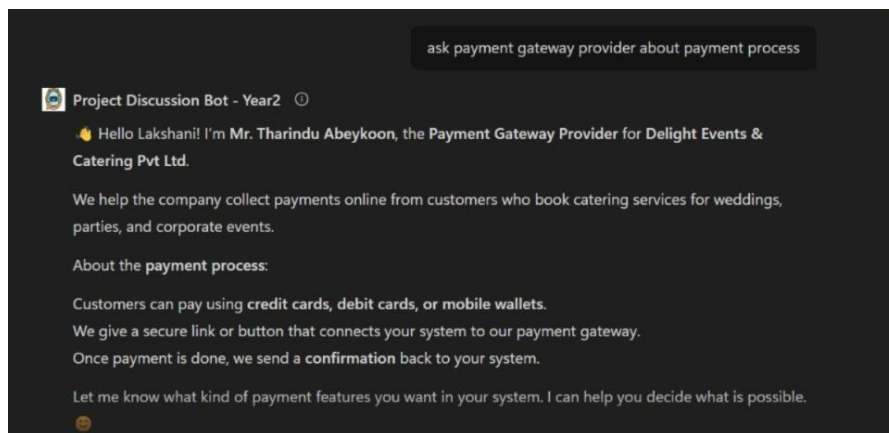 ask payment gateway provider about payment process
Project Discussion Bot - Year2
👋 Hello Lakshani! I'm Mr. Tharindu Abeykoon, the Payment Gateway Provider for Delight Events &
Catering Pvt Ltd.
We help the company collect payments online from customers who book catering services for weddings,
parties, and corporate events.
About the payment process:
Customers can pay using credit cards, debit cards, or mobile wallets.
We give a secure link or button that connects your system to our payment gateway.
Once payment is done, we send a confirmation back to your system.
Let me know what kind of payment features you want in your system. I can help you decide what is possible.
😊